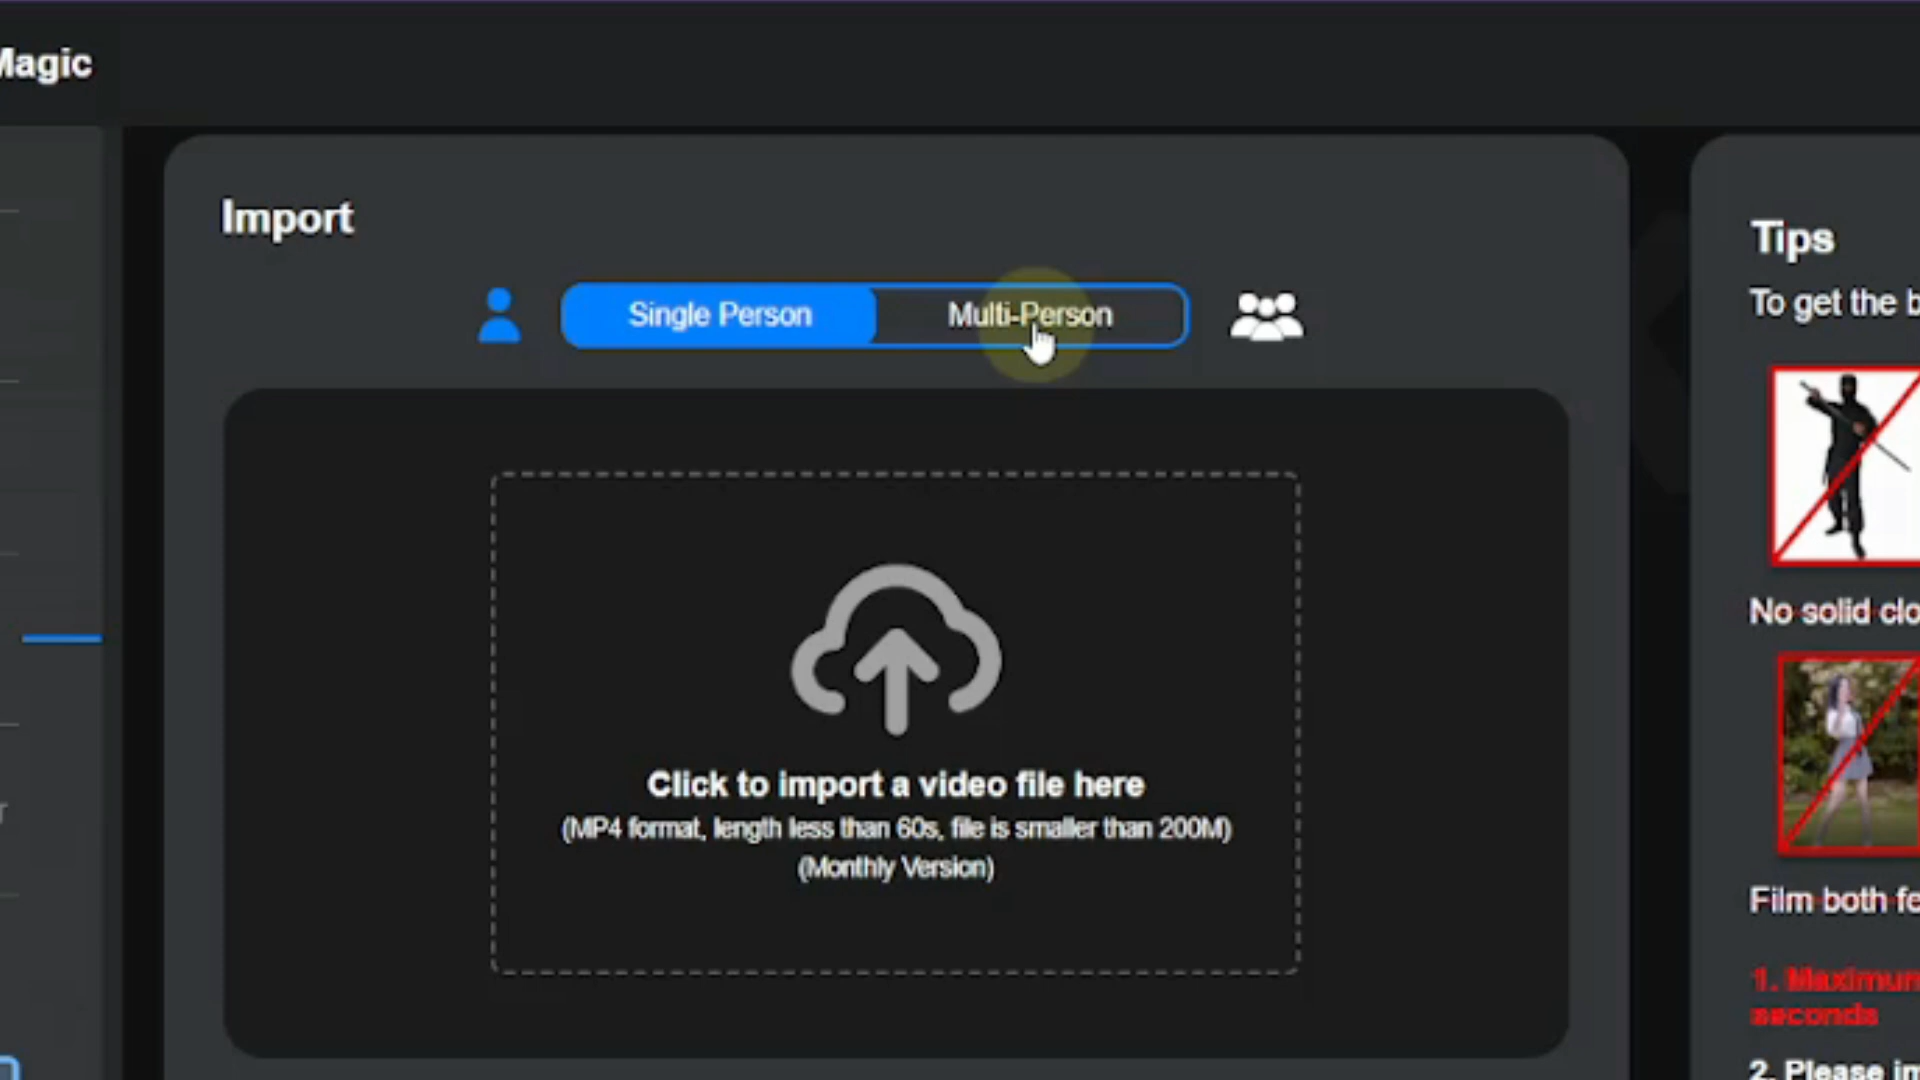 Magic
Import
Single Person
Multi-Person
Click to import a video file here
(MP4 format, length less than 60s, file is smaller than 200M)
(Monthly Version)
Tips
To get the
No solid
Film both
1. Maximum
seconds
2. Please